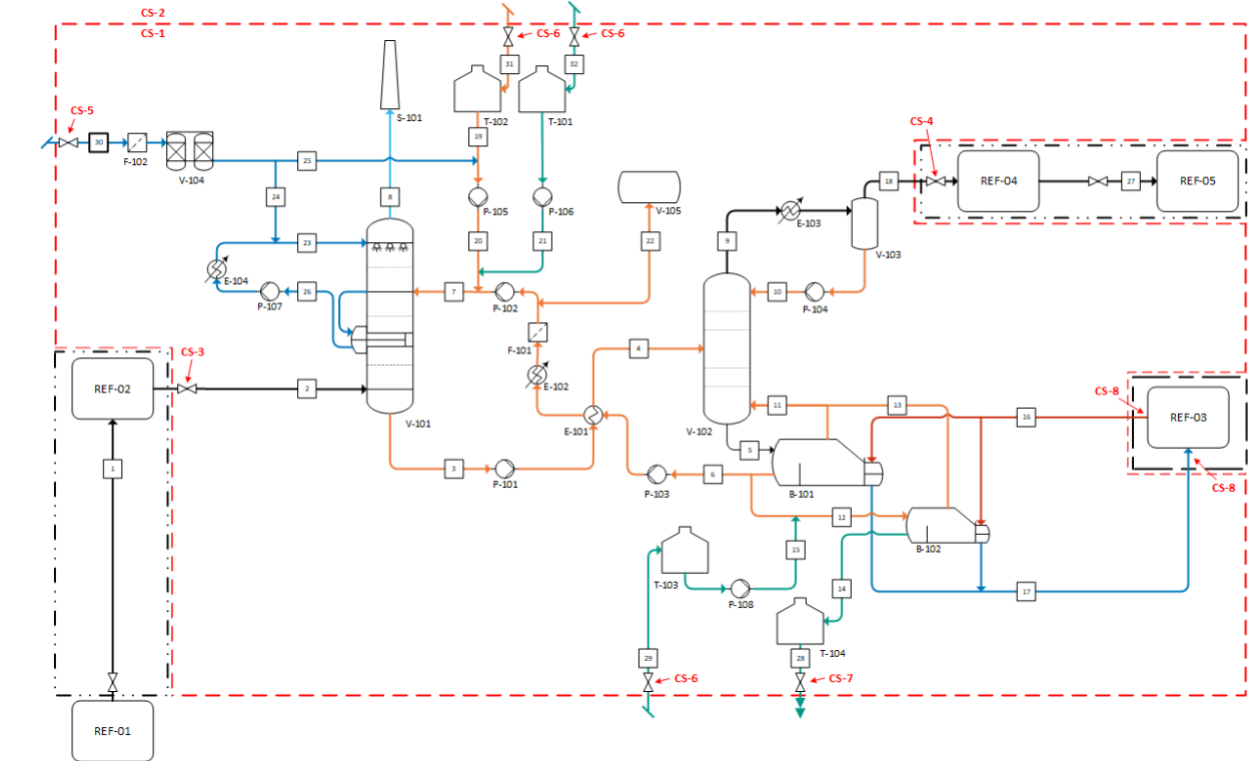 CS-2
CS-1
CS-6
CS-6
31
32
T-102
T-101
S-101
CS-5
30
F-102
V-104
19
25
CS-4
REF-04
27
REF-05
18
24
8
P-105
P-106
V-105
E-103
V-103
23
20
21
22
9
E-104
26
P-107
7
P-102
10
P-104
F-101
4
CS-3
REF-02
2
E-102
V-101
E-101
11
13
V-102
CS-8
16
REF-03
CS-8
1
3
P-101
P-103
6
5
B-101
12
B-102
T-103
15
P-108
14
17
T-104
29
28
CS-6
CS-7
REF-01